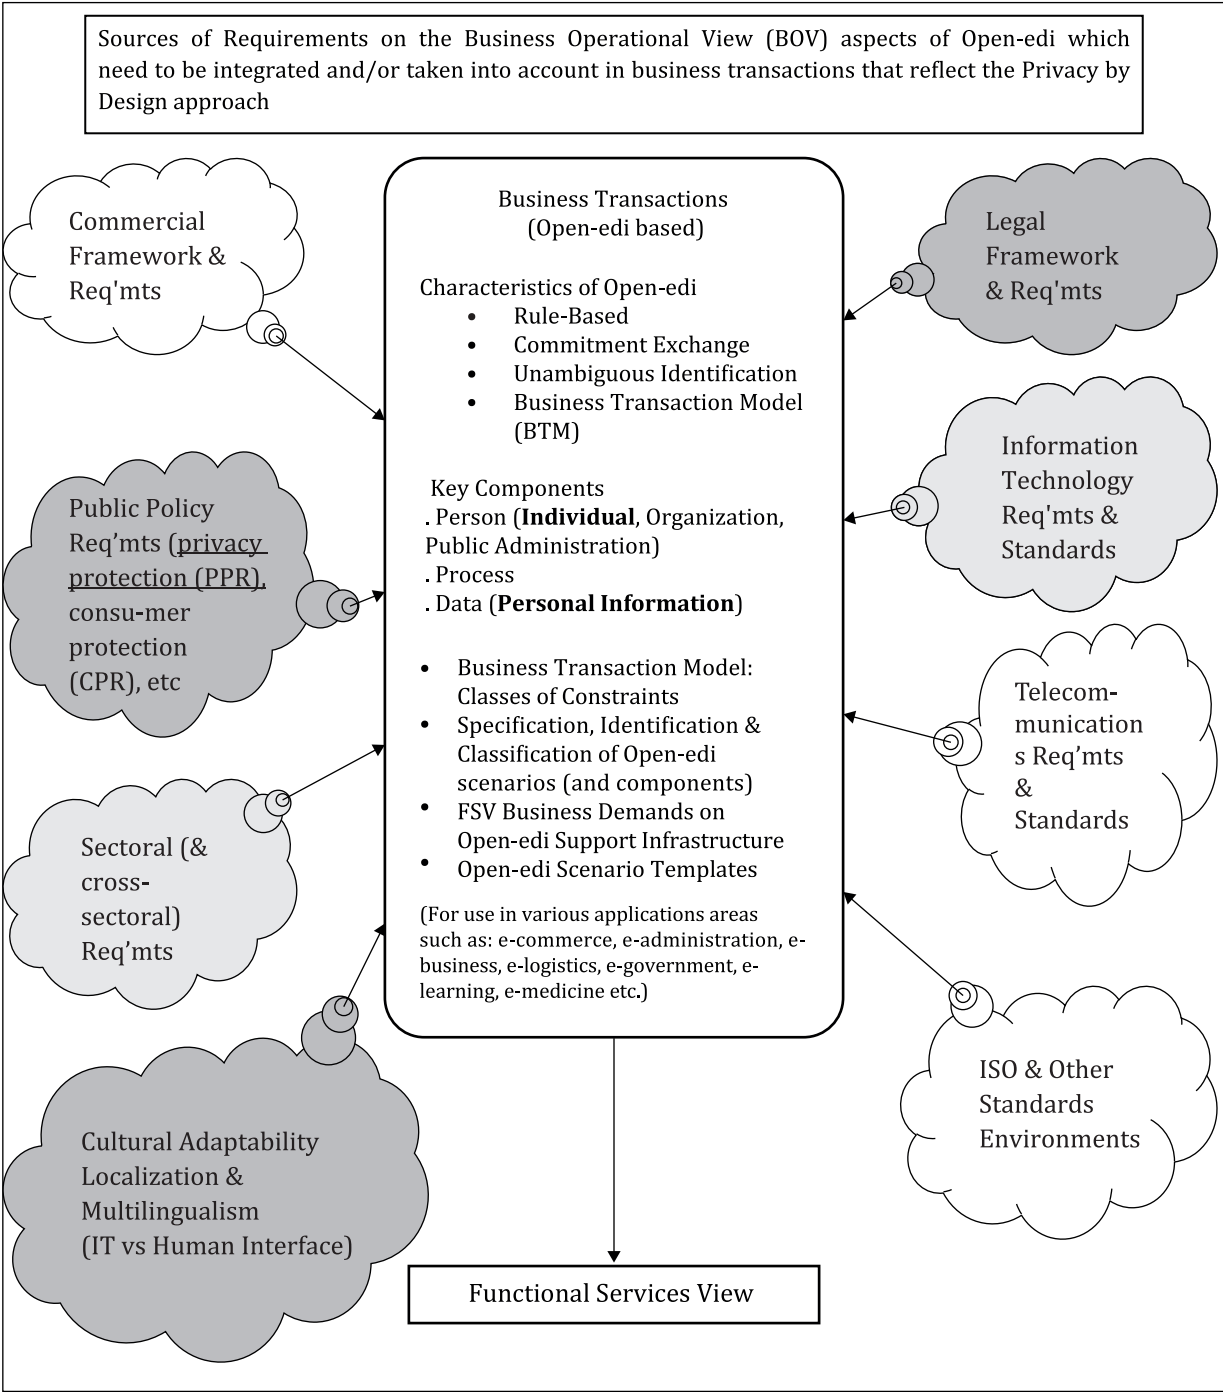 Sources of Requirements on the Business Operational View (BOV) aspects of Open-edi which
need to be integrated and/or taken into account in business transactions that reflect the Privacy by
Design approach
Commercial
Framework &
Req'mts
Public Policy
Req’mts (privacy
protection (PPR),
consu-mer
protection
(CPR), etc
Sectoral (&
cross-
sectoral)
Req’mts
Cultural Adaptability
Localization &
Multilingualism
(IT vs Human Interface)
Business Transactions
(Open-edi based)
Characteristics of Open-edi
• Rule-Based
• Commitment Exchange
• Unambiguous Identification
• Business Transaction Model
(BTM)
Key Components
. Person (Individual, Organization,
Public Administration)
. Process
. Data (Personal Information)
• Business Transaction Model:
Classes of Constraints
• Specification, Identification &
Classification of Open-edi
scenarios (and components)
• FSV Business Demands on
Open-edi Support Infrastructure
• Open-edi Scenario Templates
(For use in various applications areas
such as: e-commerce, e-administration, e-
business, e-logistics, e-government, e-
learning, e-medicine etc.)
Legal
Framework
& Req'mts
Information
Technology
Req'mts &
Standards
Telecom-
munication
s Req’mts
&
Standards
ISO & Other
Standards
Environments
Functional Services View